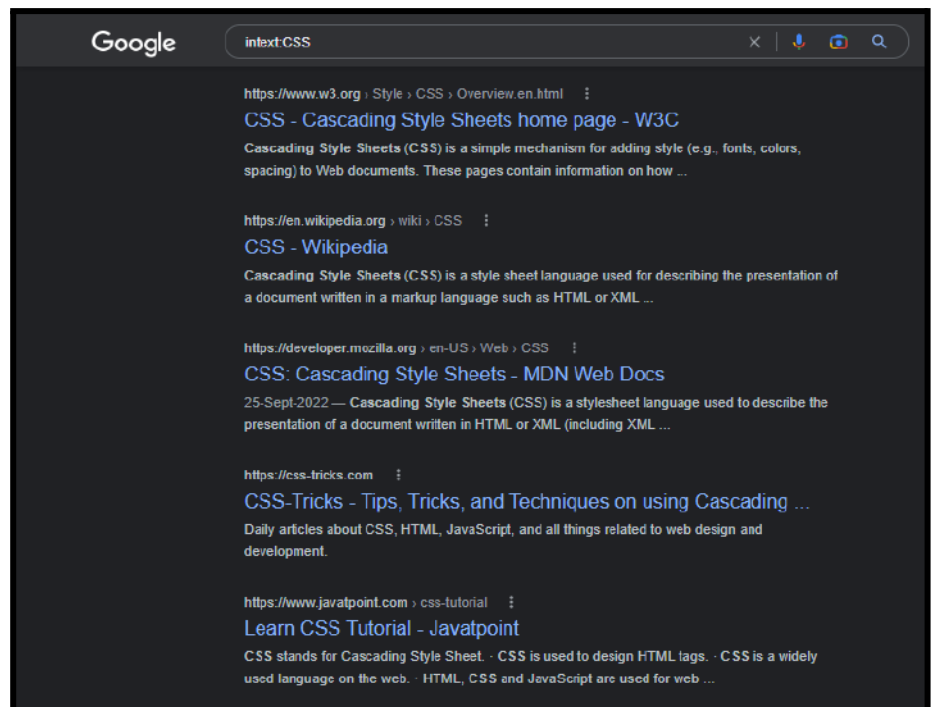 Google
intext:CSS
https://www.w3.org › Style › CSS › Overview.en.html
CSS - Cascading Style Sheets home page - W3C
Cascading Style Sheets (CSS) is a simple mechanism for adding style (e.g., fonts, colors,
spacing) to Web documents. These pages contain information on how ...
https://en.wikipedia.org › wiki › CSS
CSS - Wikipedia
Cascading Style Sheets (CSS) is a style sheet language used for describing the presentation of
a document written in a markup language such as HTML or XML ...
https://developer.mozilla.org › en-US › Web › CSS
CSS: Cascading Style Sheets - MDN Web Docs
25-Sept-2022 — Cascading Style Sheets (CSS) is a stylesheet language used to describe the
presentation of a document written in HTML or XML (including XML ...
https://css-tricks.com
CSS-Tricks - Tips, Tricks, and Techniques on using Cascading ...
Daily articles about CSS, HTML, JavaScript, and all things related to web design and
development.
https://www.javatpoint.com › css-tutorial
Learn CSS Tutorial - Javatpoint
CSS stands for Cascading Style Sheet. · CSS is used to design HTML tags. · CSS is a widely
used language on the web. · HTML, CSS and JavaScript are used for web ...